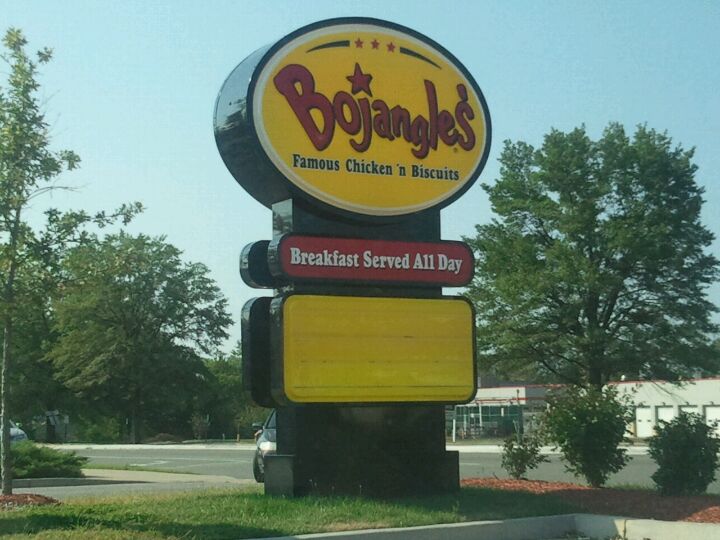 Bojangles'
Famous Chicken 'n Biscuits
Breakfast Served All Day